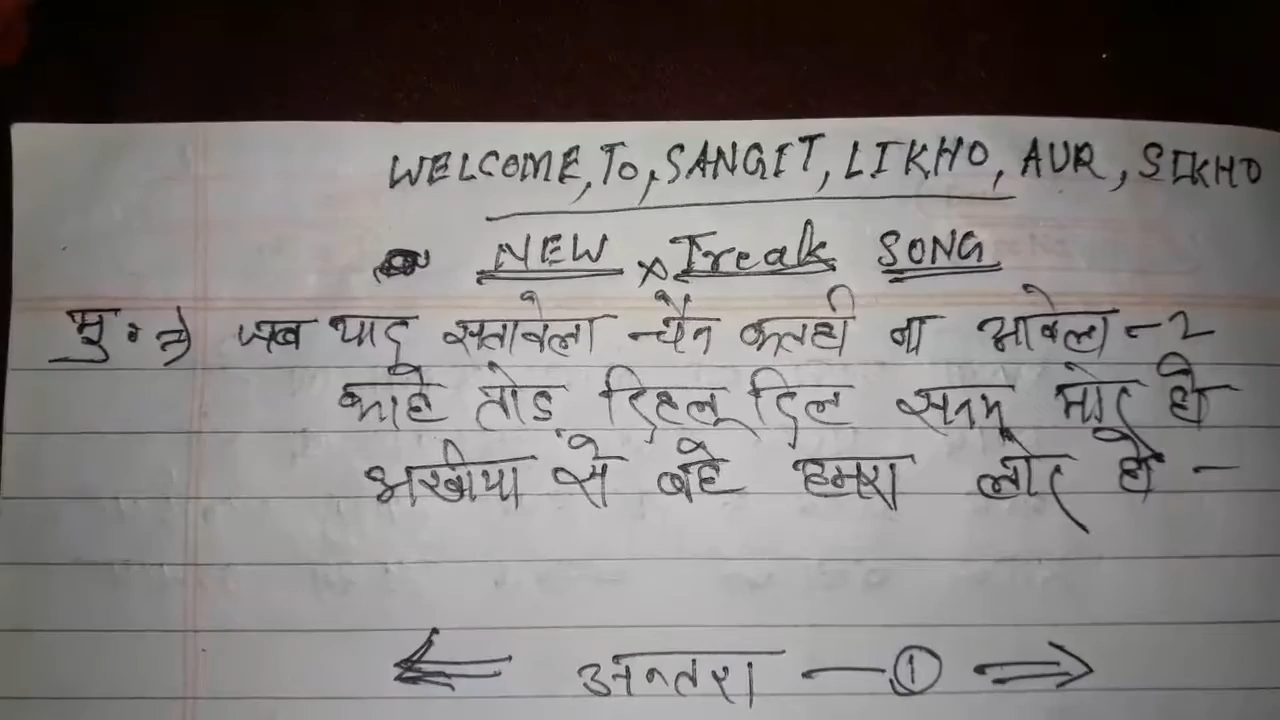 WELCOME, To, SANGIT, LIKHO, AUR, SIKHO
NEW × Treak SONG
मु॰ → जब याद सतावेला चैन कतही ना आवेला - 2
काहे तोड़ दिहलू दिल सनम मोर हो
अखीया से बहे हमरा लोर हो -
← अन्तरा — ① →